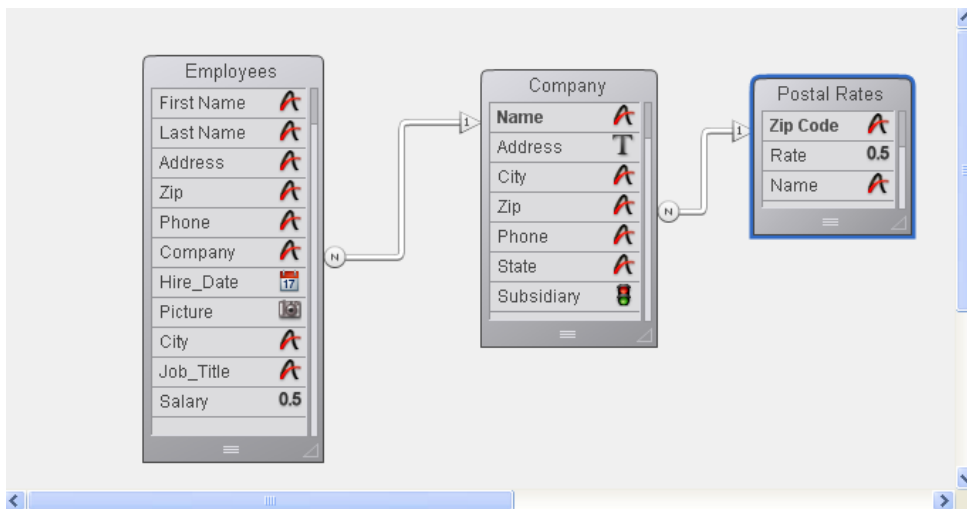 Employees
First Name
Last Name
Address
Zip
Phone
Company
Hire_Date
17
Picture
City
Job_Title
Salary 0.5
N
1
Company
Name
Address T
City
Zip
Phone
State
Subsidiary
N
1
Postal Rates
Zip Code
Rate 0.5
Name